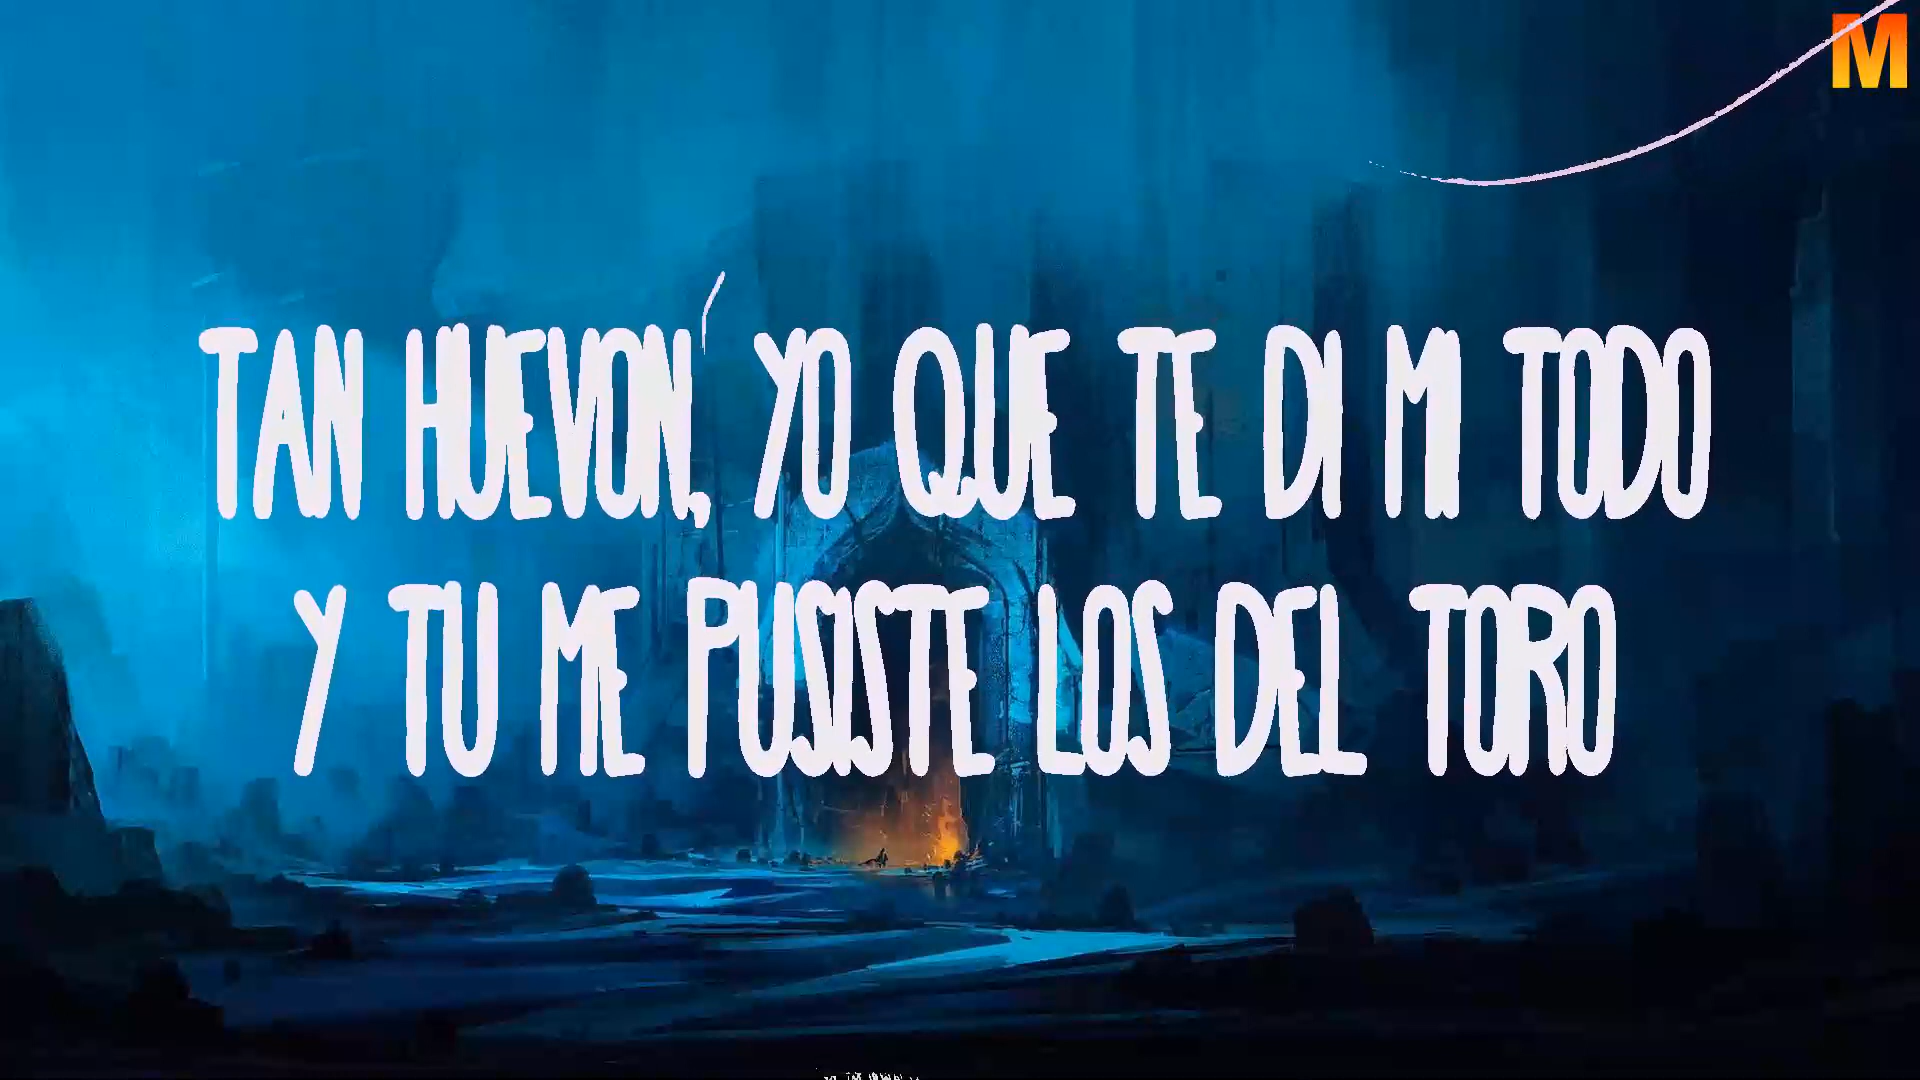 M
TAN HUEVON, YO QUE TE DI MI TODO
Y TU ME PUSISTE LOS DEL TORO